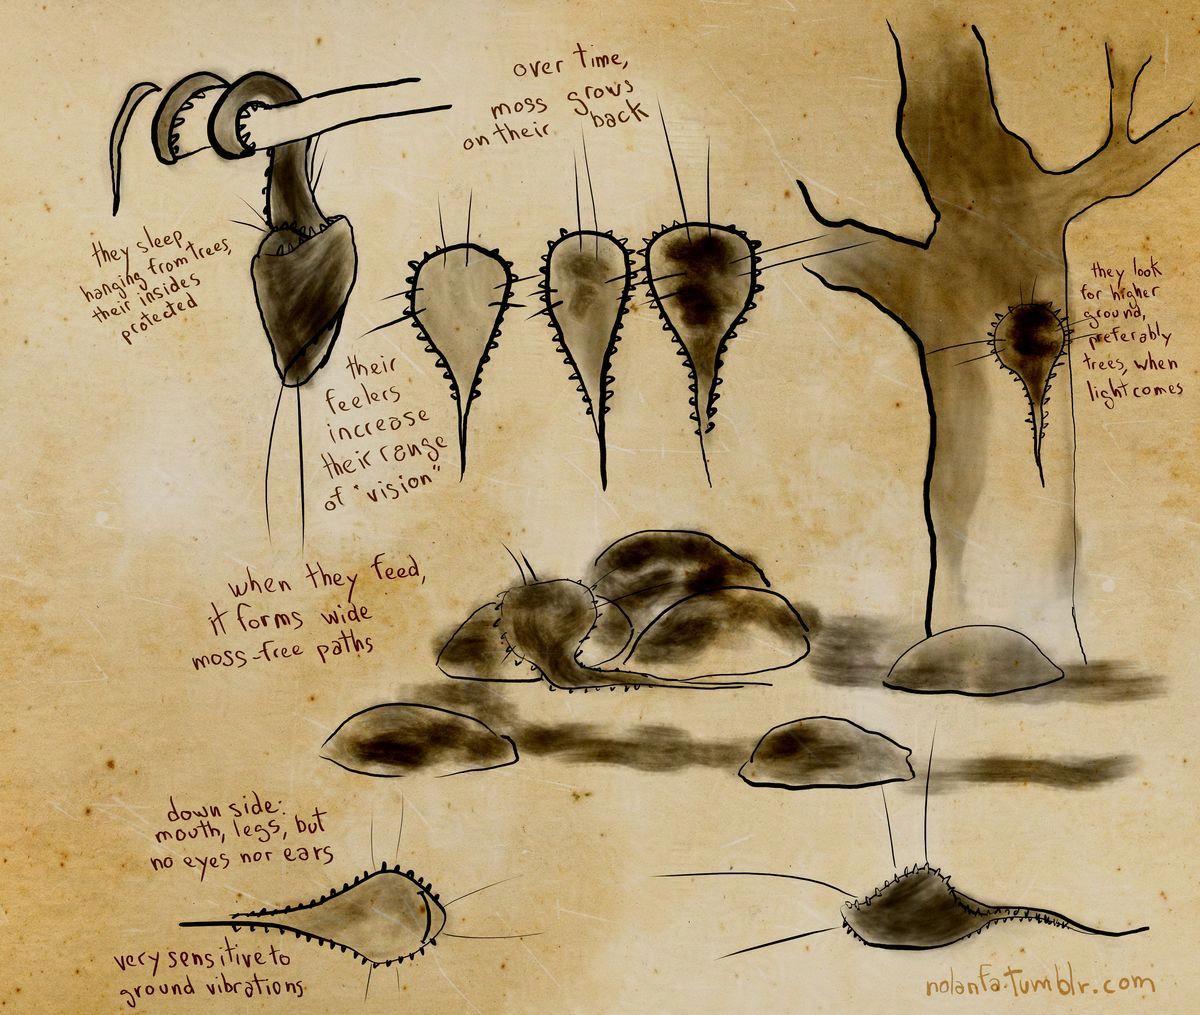 over time,
moss grows
on their back
they sleep
hanging from trees,
their insides
protected
they look
for higher
ground,
preferably
trees, when
light comes
their
feelers
increase
their range
of "vision"
when they feed,
it forms wide
moss-free paths
down side:
mouth, legs, but
no eyes nor ears
very sensitive to
ground vibrations
nolanfa.tumblr.com